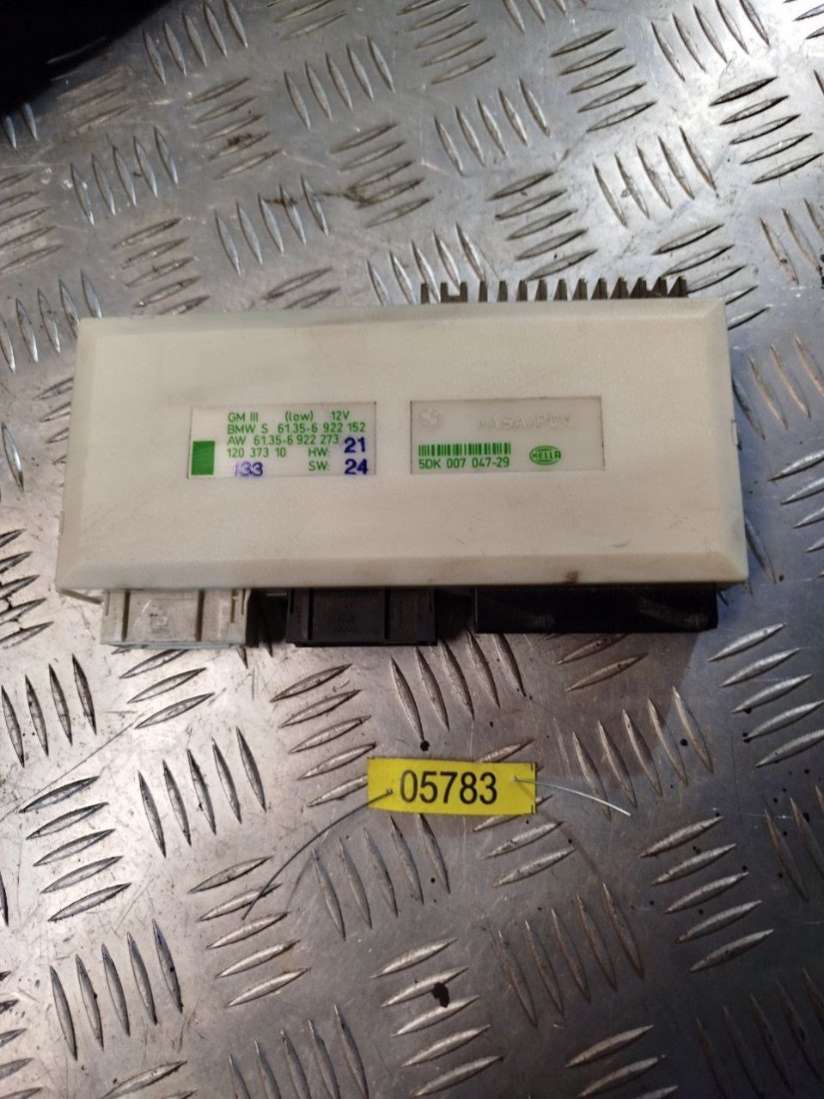 GM III (low) 12V
BMW S 61.35-6 922 152
AW 61.35-6 922 273
120 373 10 HW: 21
133 SW: 24
5DK 007 047-29 HELLA
05783